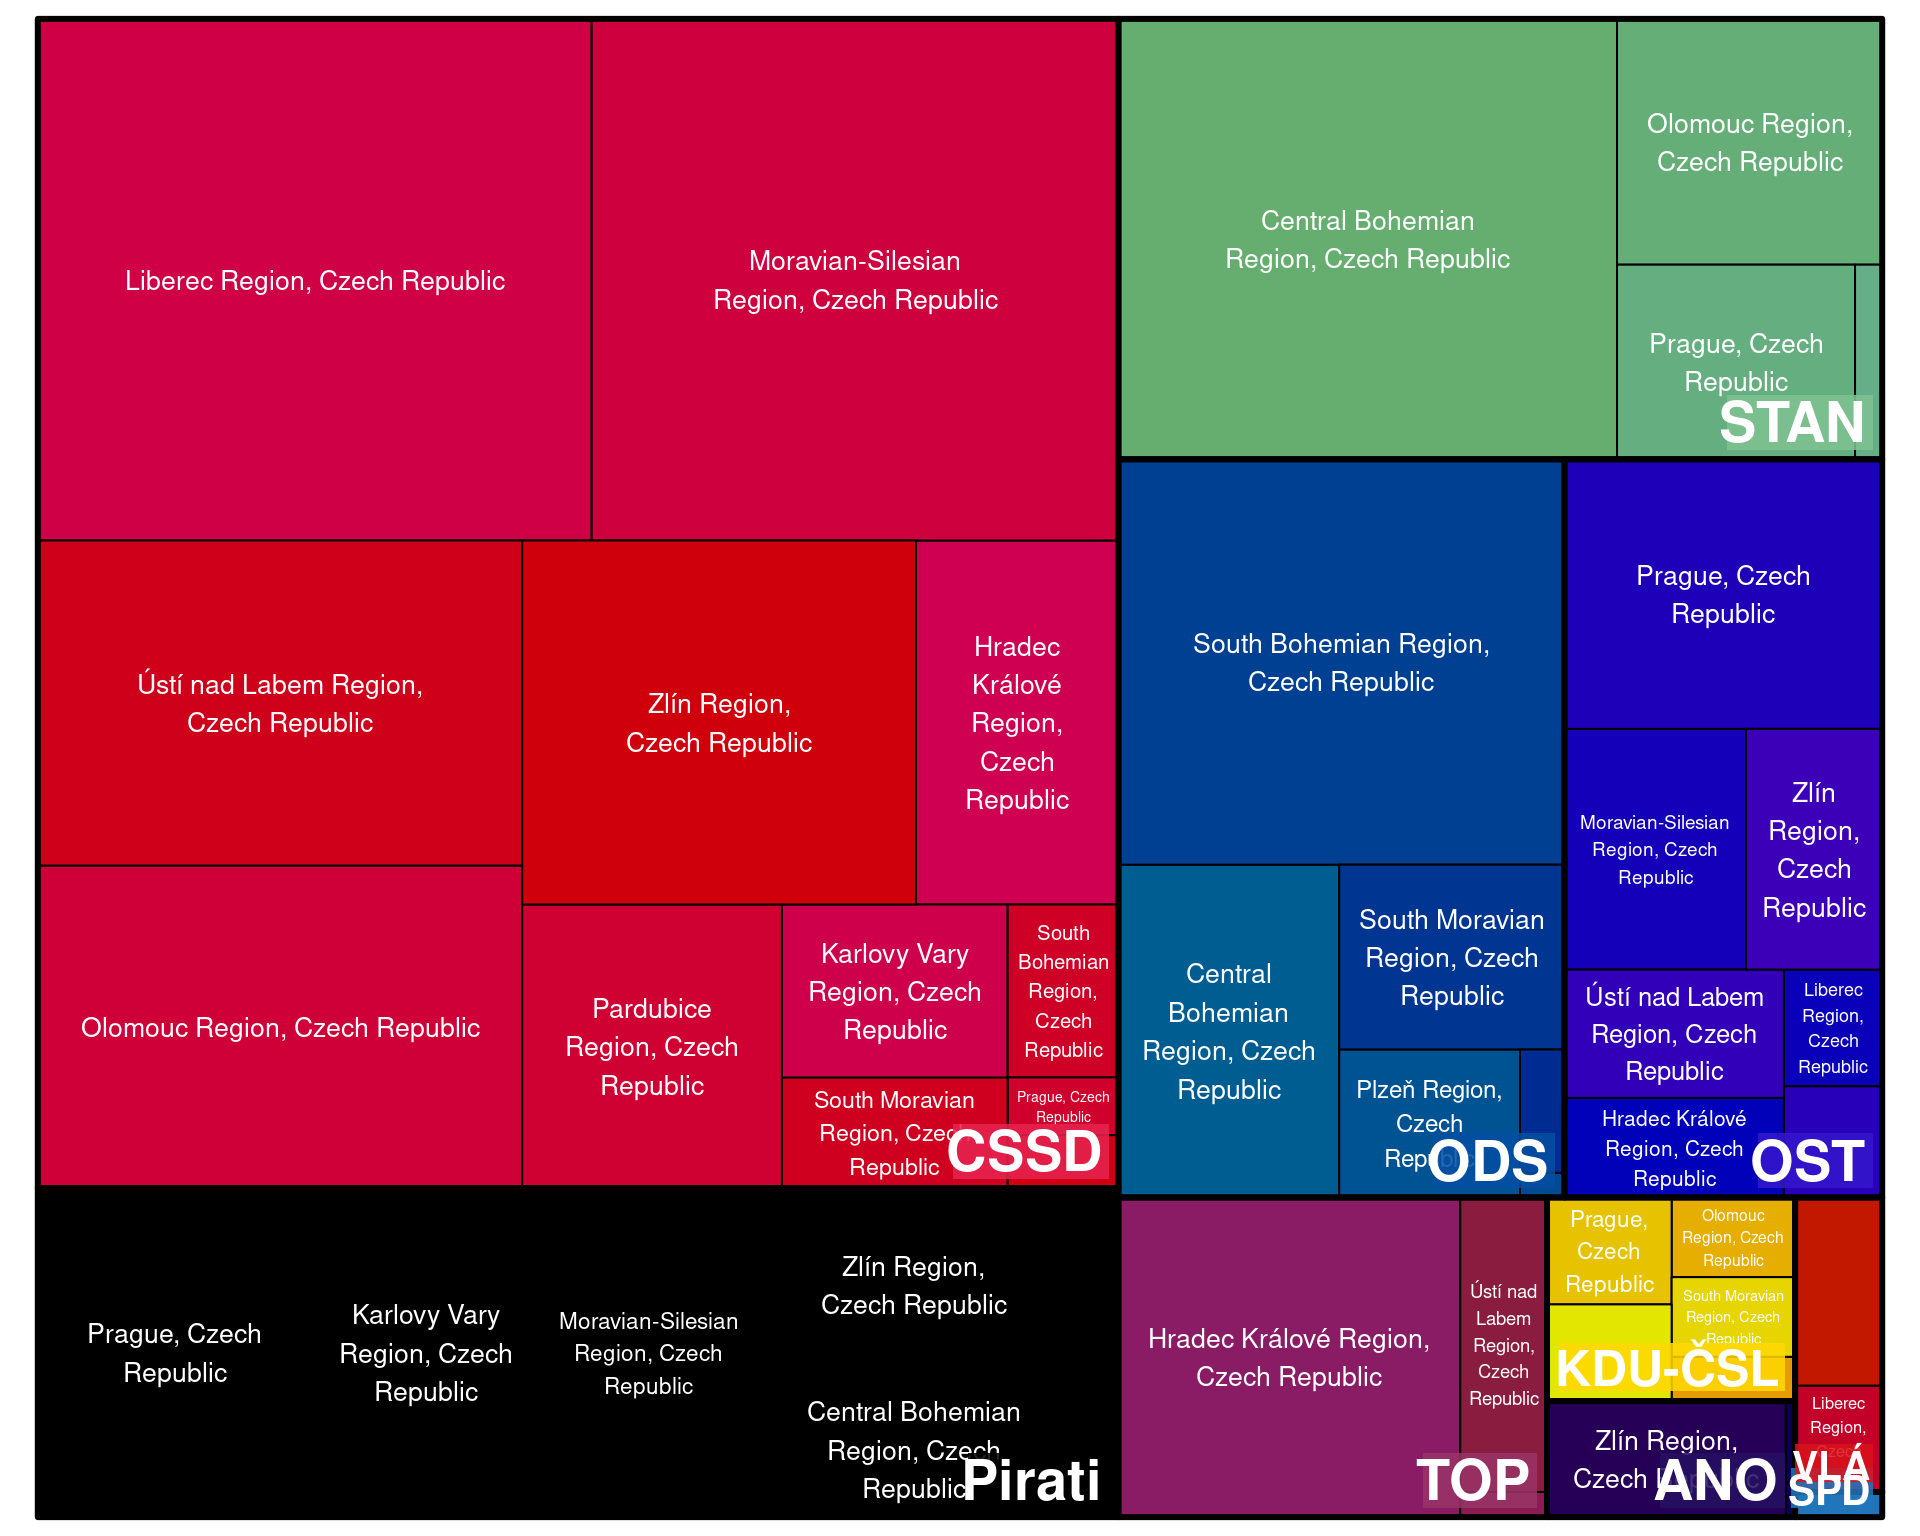 Liberec Region, Czech Republic
Moravian-Silesian
Region, Czech Republic
Ústí nad Labem Region,
Czech Republic
Zlín Region,
Czech Republic
Hradec
Králové
Region,
Czech
Republic
Olomouc Region, Czech Republic
Pardubice
Region, Czech
Republic
Karlovy Vary
Region, Czech
Republic
South
Bohemian
Region,
Czech
Republic
South Moravian
Region, Czech
Republic
Prague, Czech
Republic
CSSD
Central Bohemian
Region, Czech Republic
Olomouc Region,
Czech Republic
Prague, Czech
Republic
STAN
South Bohemian Region,
Czech Republic
Central
Bohemian
Region, Czech
Republic
South Moravian
Region, Czech
Republic
Plzeň Region,
Czech
Republic
ODS
Prague, Czech
Republic
Moravian-Silesian
Region, Czech
Republic
Zlín
Region,
Czech
Republic
Ústí nad Labem
Region, Czech
Republic
Liberec
Region,
Czech
Republic
Hradec Králové
Region, Czech
Republic
OST
Prague, Czech
Republic
Karlovy Vary
Region, Czech
Republic
Moravian-Silesian
Region, Czech
Republic
Zlín Region,
Czech Republic
Central Bohemian
Region, Czech
Republic
Pirati
Hradec Králové Region,
Czech Republic
Ústí nad
Labem
Region,
Czech
Republic
TOP
Prague,
Czech
Republic
Olomouc
Region, Czech
Republic
South Moravian
Region, Czech
Republic
KDU-ČSL
Zlín Region,
Czech Republic
ANO
Liberec
Region,
Czech
VLÁ
SPD